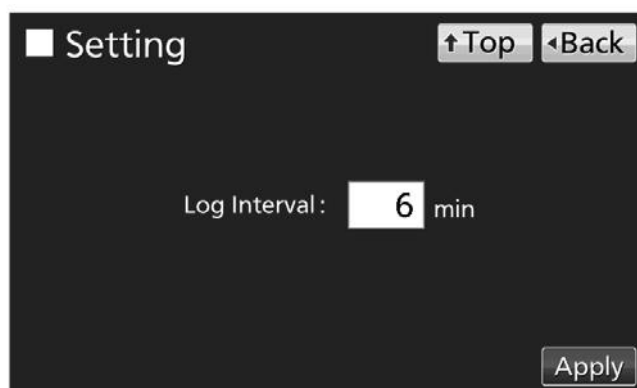 Setting
↑Top
◂Back
Log Interval: 6 min
Apply